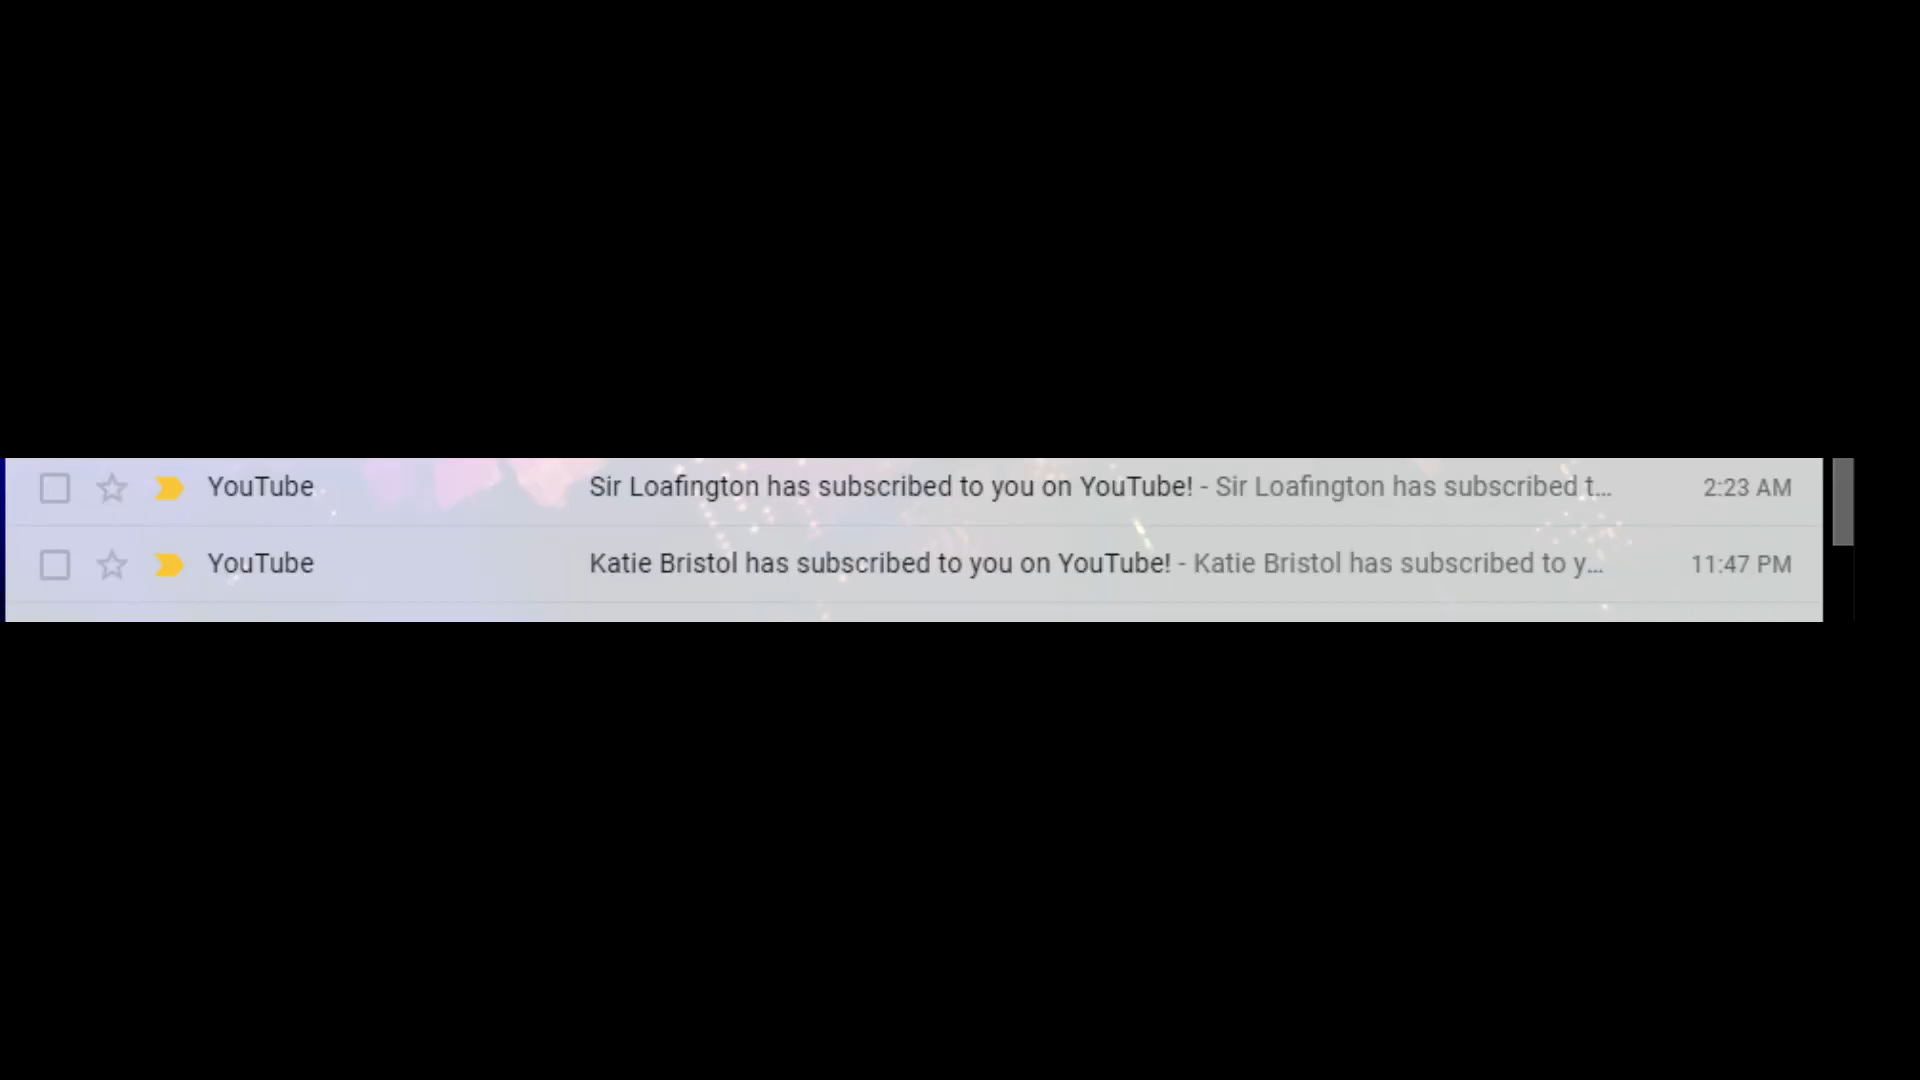 YouTube Sir Loafington has subscribed to you on YouTube! - Sir Loafington has subscribed t... 2:23 AM
YouTube Katie Bristol has subscribed to you on YouTube! - Katie Bristol has subscribed to y... 11:47 PM